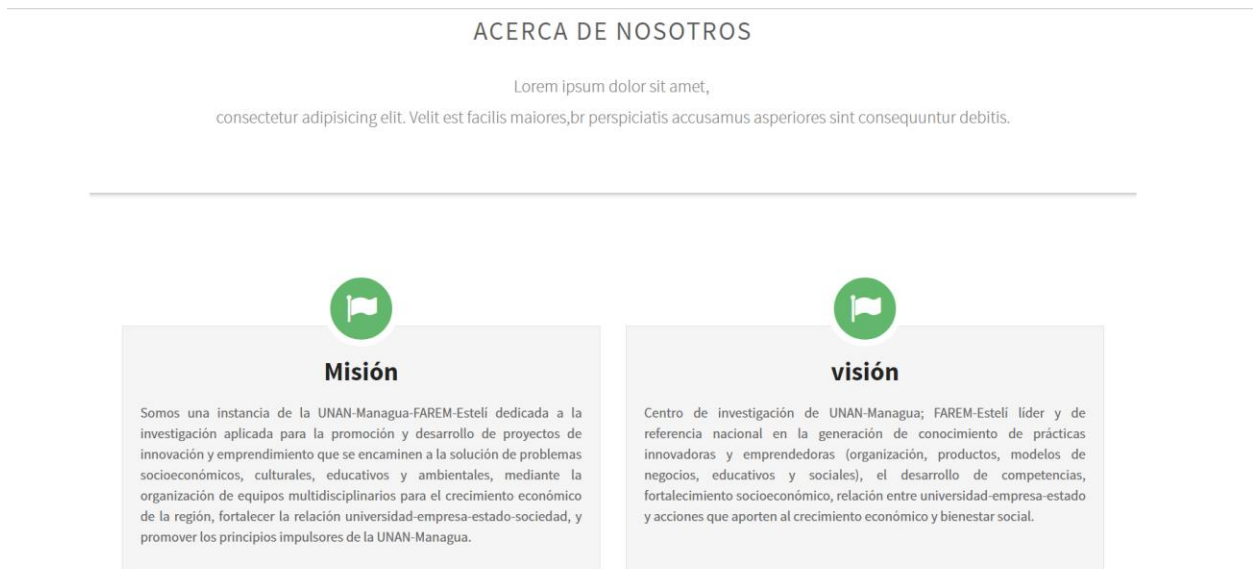 ACERCA DE NOSOTROS
Lorem ipsum dolor sit amet,
consectetur adipisicing elit. Velit est facilis maiores,br perspiciatis accusamus asperiores sint consequuntur debitis.
Misión
Somos una instancia de la UNAN-Managua-FAREM-Estelí dedicada a la
investigación aplicada para la promoción y desarrollo de proyectos de
innovación y emprendimiento que se encaminen a la solución de problemas
socioeconómicos, culturales, educativos y ambientales, mediante la
organización de equipos multidisciplinarios para el crecimiento económico
de la región, fortalecer la relación universidad-empresa-estado-sociedad, y
promover los principios impulsores de la UNAN-Managua.
visión
Centro de investigación de UNAN-Managua; FAREM-Estelí líder y de
referencia nacional en la generación de conocimiento de prácticas
innovadoras y emprendedoras (organización, productos, modelos de
negocios, educativos y sociales), el desarrollo de competencias,
fortalecimiento socioeconómico, relación entre universidad-empresa-estado
y acciones que aporten al crecimiento económico y bienestar social.